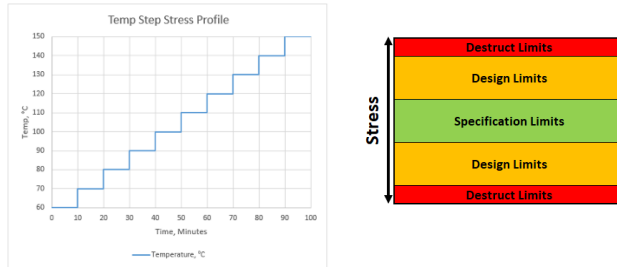 Temp Step Stress Profile
150
140
130
120
110
100
90
80
70
60
Temp, °C
0 10 20 30 40 50 60 70 80 90 100
Time, Minutes
Temperature, °C
Stress
Destruct Limits
Design Limits
Specification Limits
Design Limits
Destruct Limits